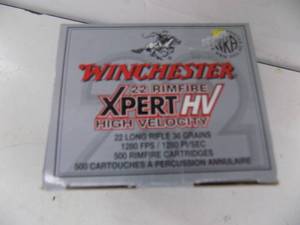 WINCHESTER
22 RIMFIRE
XPERT HV
HIGH VELOCITY
22 LONG RIFLE 36 GRAINS
1280 FPS / 1280 PI/SEC
500 RIMFIRE CARTRIDGES
500 CARTOUCHES À PERCUSSION ANNULAIRE